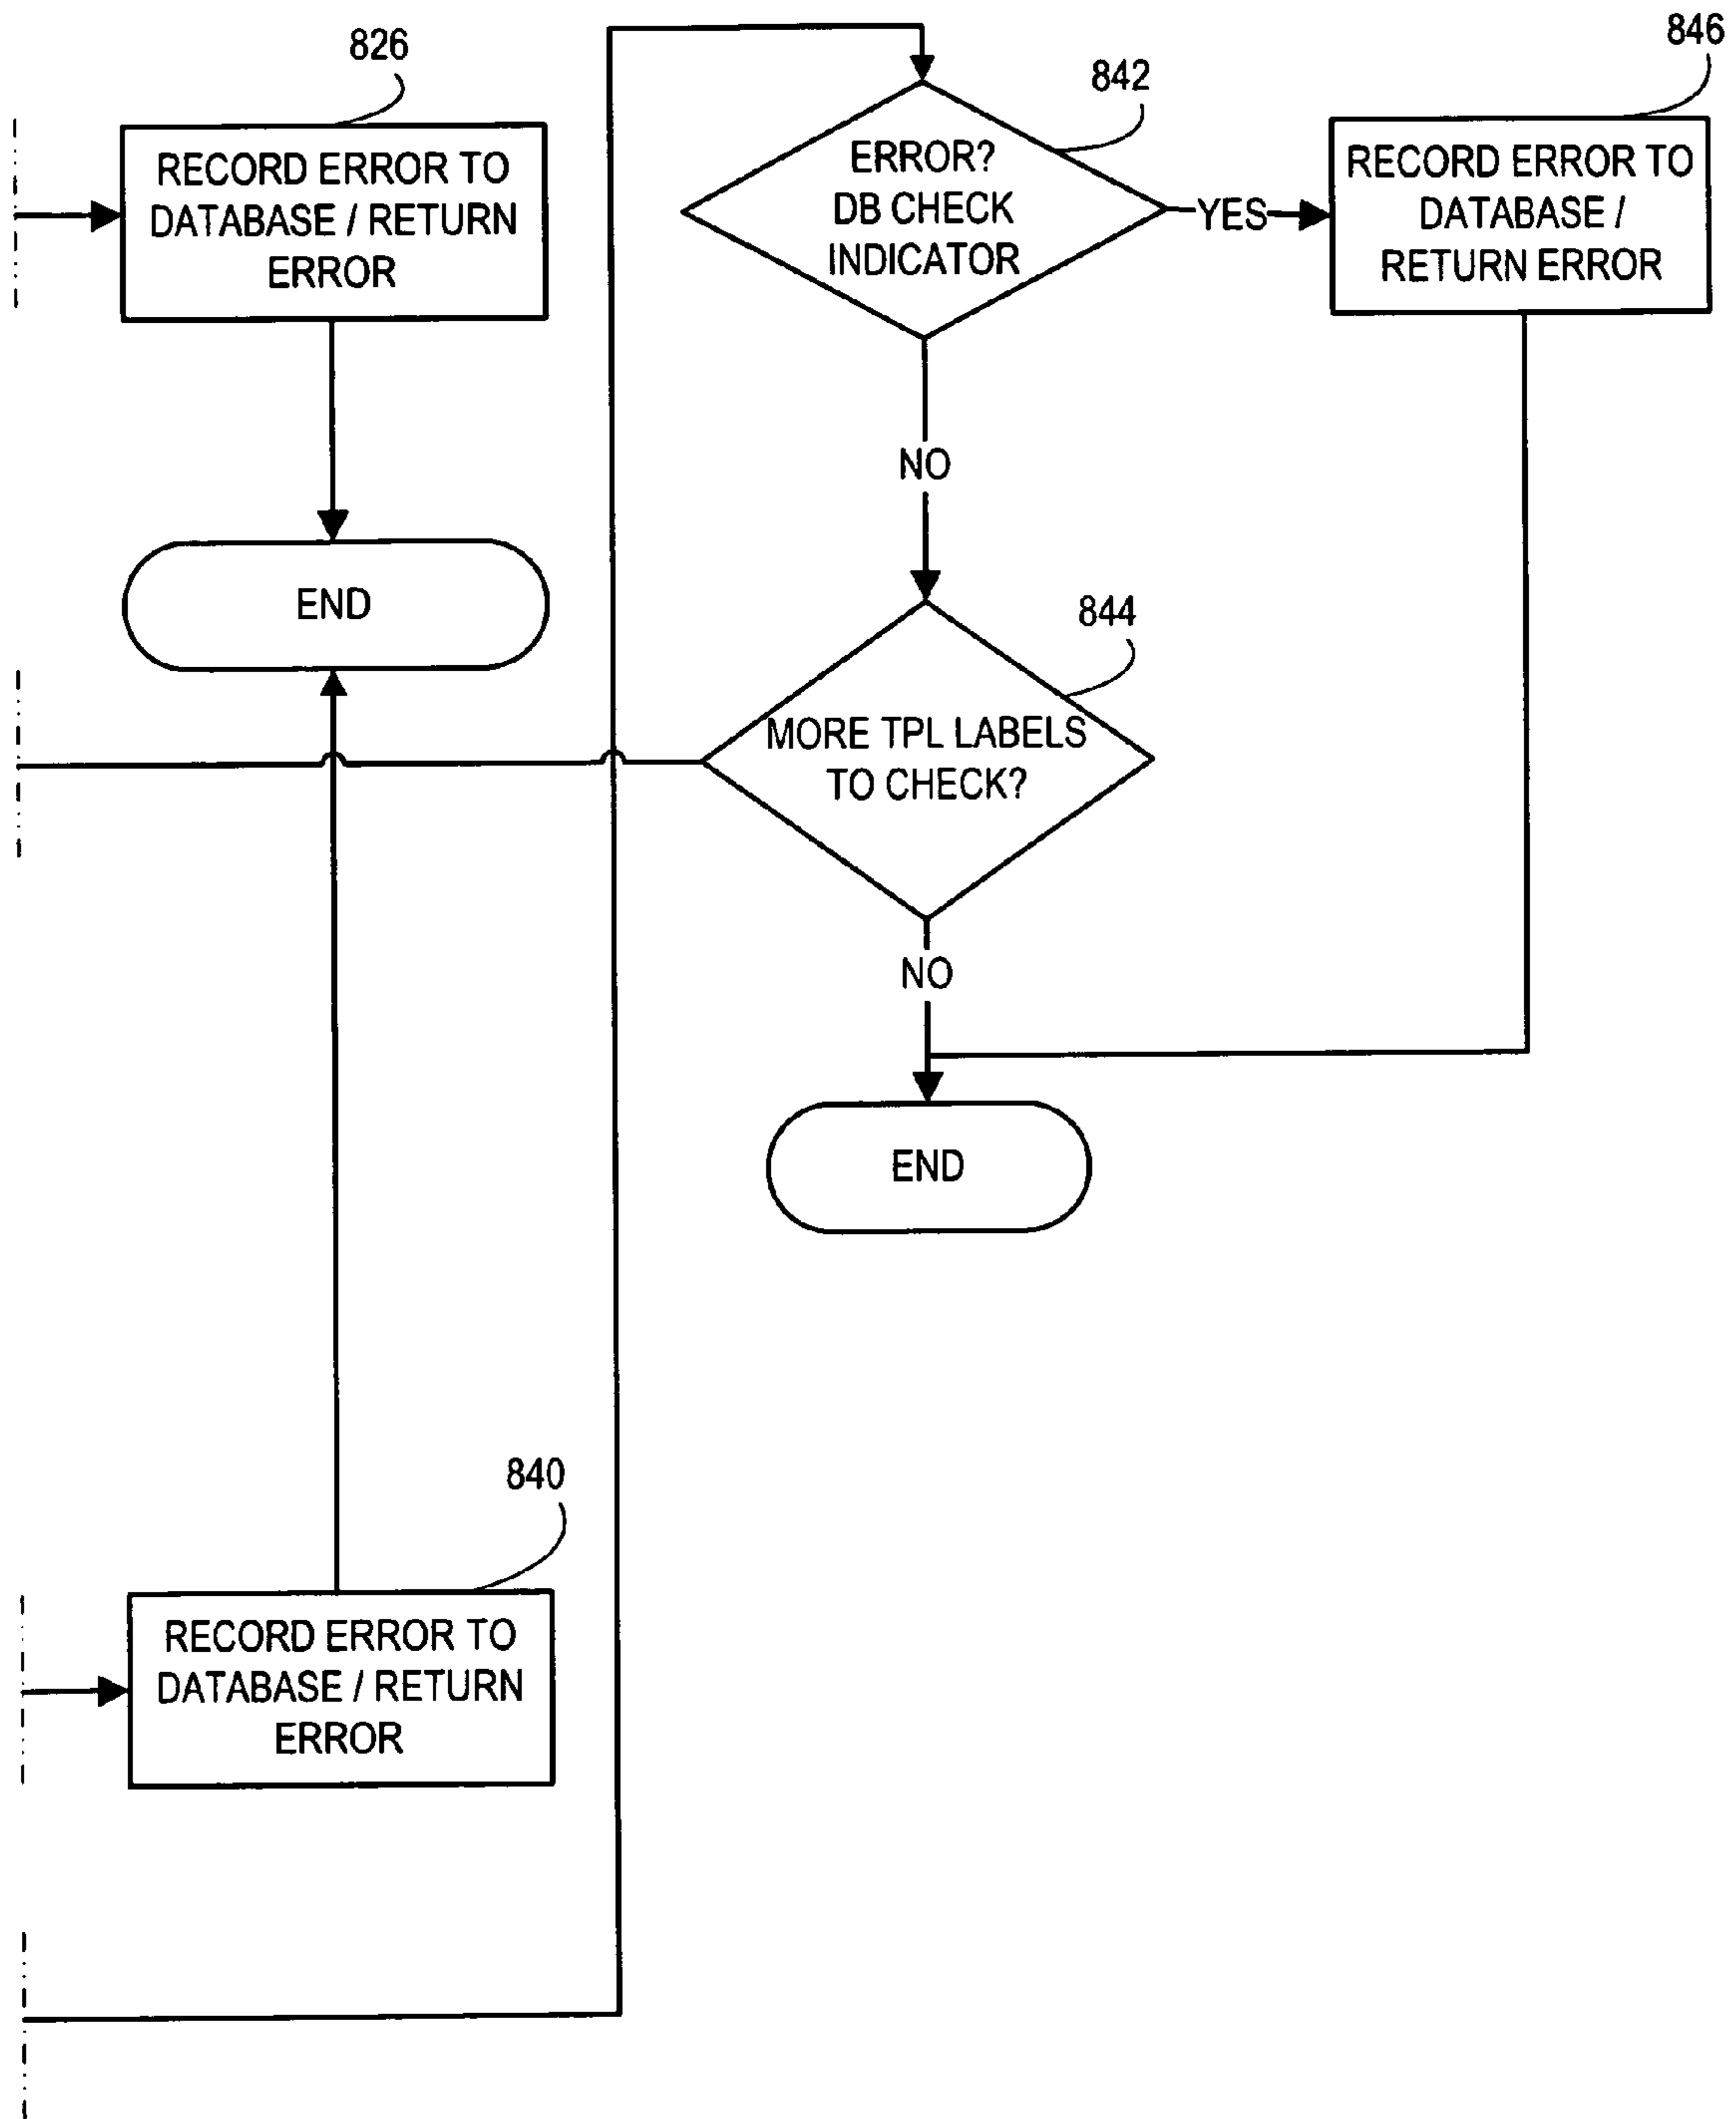 826
RECORD ERROR TO
DATABASE / RETURN
ERROR
END
842
ERROR?
DB CHECK
INDICATOR
YES
846
RECORD ERROR TO
DATABASE /
RETURN ERROR
NO
844
MORE TPL LABELS
TO CHECK?
NO
END
840
RECORD ERROR TO
DATABASE / RETURN
ERROR